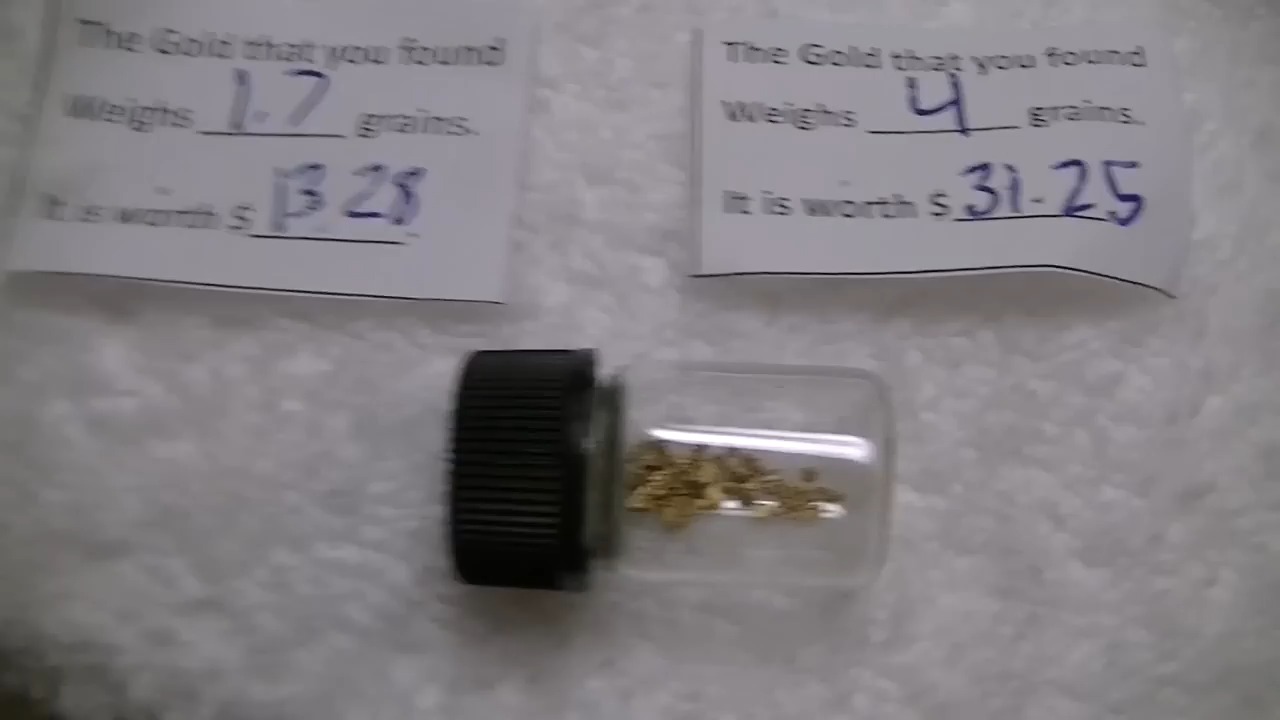 The Gold that you found
Weighs 1.7 grains.
It is worth $ 13 28
The Gold that you found
Weighs 4 grains.
It is worth $ 31.25